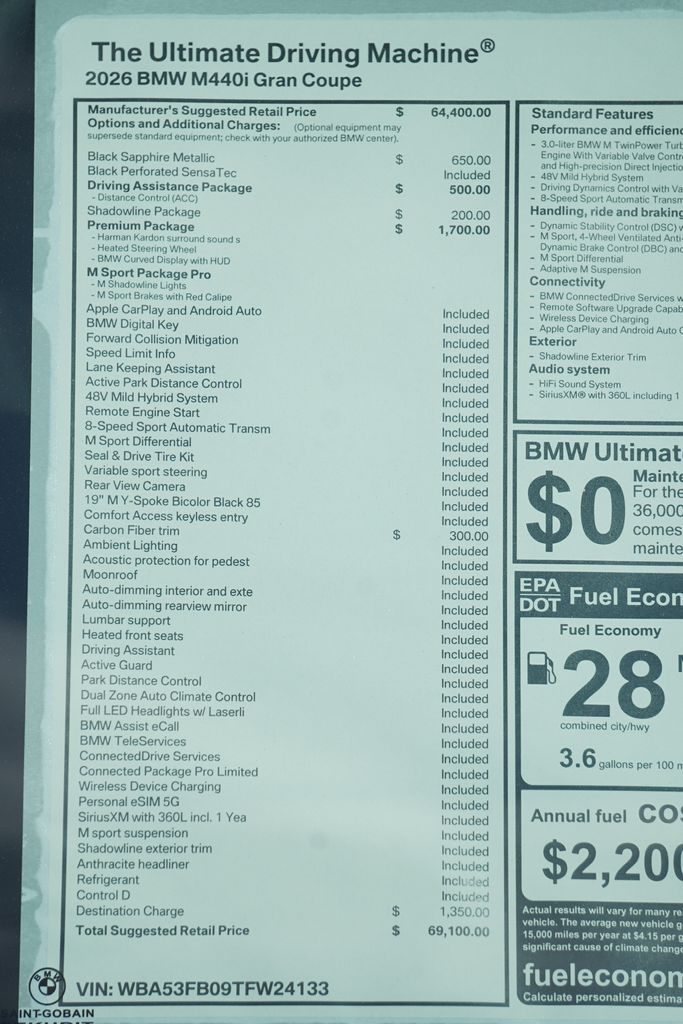 The Ultimate Driving Machine®
2026 BMW M440i Gran Coupe
Manufacturer's Suggested Retail Price $ 64,400.00
Options and Additional Charges: (Optional equipment may
supersede standard equipment; check with your authorized BMW center).
Black Sapphire Metallic $ 650.00
Black Perforated SensaTec Included
Driving Assistance Package $ 500.00
- Distance Control (ACC)
Shadowline Package $ 200.00
Premium Package $ 1,700.00
- Harman Kardon surround sound s
- Heated Steering Wheel
- BMW Curved Display with HUD
M Sport Package Pro
- M Shadowline Lights
- M Sport Brakes with Red Calipe
Apple CarPlay and Android Auto Included
BMW Digital Key Included
Forward Collision Mitigation Included
Speed Limit Info Included
Lane Keeping Assistant Included
Active Park Distance Control Included
48V Mild Hybrid System Included
Remote Engine Start Included
8-Speed Sport Automatic Transm Included
M Sport Differential Included
Seal & Drive Tire Kit Included
Variable sport steering Included
Rear View Camera Included
19" M Y-Spoke Bicolor Black 85 Included
Comfort Access keyless entry Included
Carbon Fiber trim $ 300.00
Ambient Lighting Included
Acoustic protection for pedest Included
Moonroof Included
Auto-dimming interior and exte Included
Auto-dimming rearview mirror Included
Lumbar support Included
Heated front seats Included
Driving Assistant Included
Active Guard Included
Park Distance Control Included
Dual Zone Auto Climate Control Included
Full LED Headlights w/ Laserli Included
BMW Assist eCall Included
BMW TeleServices Included
ConnectedDrive Services Included
Connected Package Pro Limited Included
Wireless Device Charging Included
Personal eSIM 5G Included
SiriusXM with 360L incl. 1 Yea Included
M sport suspension Included
Shadowline exterior trim Included
Anthracite headliner Included
Refrigerant Included
Control D Included
Destination Charge $ 1,350.00
Total Suggested Retail Price $ 69,100.00
VIN: WBA53FB09TFW24133
BMW
SAINT-GOBAIN
Standard Features
Performance and efficienc
- 3.0-liter BMW M TwinPower Turb
Engine With Variable Valve Contro
and High-precision Direct Injectio
- 48V Mild Hybrid System
- Driving Dynamics Control with Va
- 8-Speed Sport Automatic Transm
Handling, ride and braking
- Dynamic Stability Control (DSC) w
- M Sport, 4-Wheel Ventilated Anti-
Dynamic Brake Control (DBC) and
- M Sport Differential
- Adaptive M Suspension
Connectivity
- BMW ConnectedDrive Services w
- Remote Software Upgrade Capab
- Wireless Device Charging
- Apple CarPlay and Android Auto C
Exterior
- Shadowline Exterior Trim
Audio system
- HiFi Sound System
- SiriusXM® with 360L including 1
BMW Ultimat
$0
Mainte
For the
36,000
comes
mainte
EPA
DOT Fuel Econ
Fuel Economy
28
combined city/hwy
3.6 gallons per 100 m
Annual fuel COS
$2,200
Actual results will vary for many re
vehicle. The average new vehicle g
15,000 miles per year at $4.15 per g
significant cause of climate change
fueleconom
Calculate personalized estima